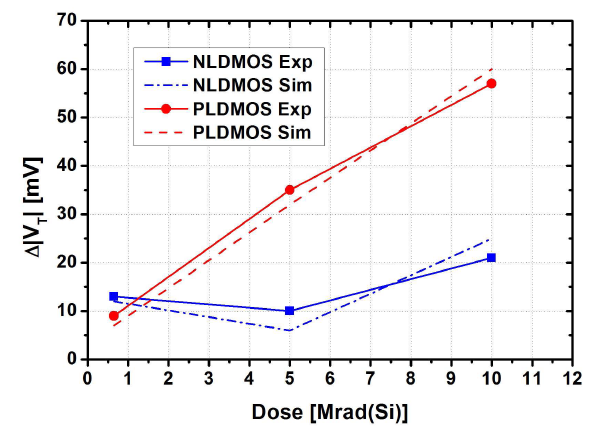 70
60
50
40
30
20
10
0
Δ|V_T| [mV]
NLDMOS Exp
NLDMOS Sim
PLDMOS Exp
PLDMOS Sim
0 1 2 3 4 5 6 7 8 9 10 11 12
Dose [Mrad(Si)]